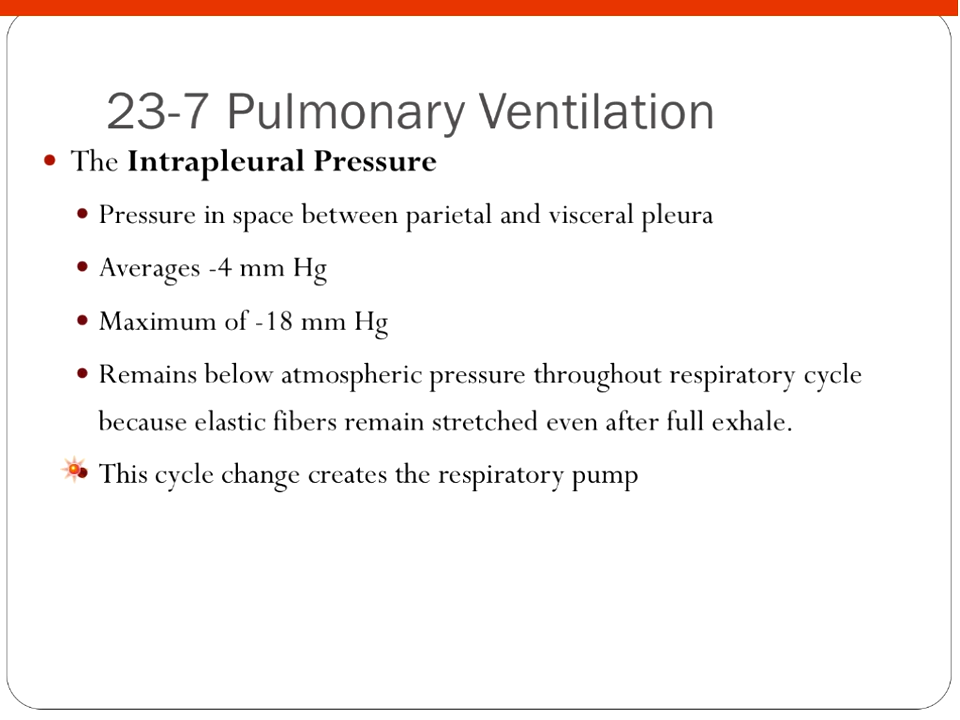 23-7 Pulmonary Ventilation
The Intrapleural Pressure
Pressure in space between parietal and visceral pleura
Averages -4 mm Hg
Maximum of -18 mm Hg
Remains below atmospheric pressure throughout respiratory cycle
because elastic fibers remain stretched even after full exhale.
This cycle change creates the respiratory pump